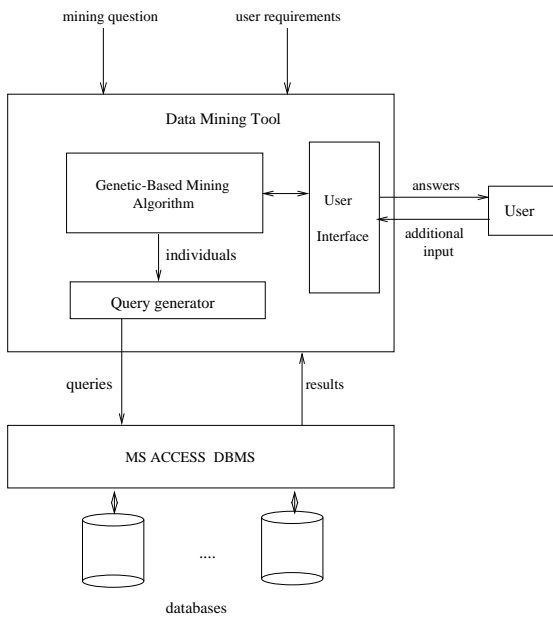 mining question
user requirements
Data Mining Tool
Genetic-Based Mining
Algorithm
User
Interface
answers
User
additional
input
individuals
Query generator
queries
results
MS ACCESS DBMS
....
databases